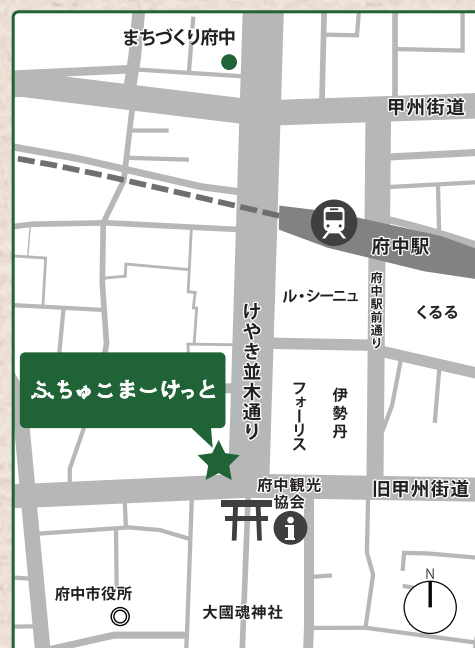 まちづくり府中
甲州街道
府中駅
府中駅前通り
ル・シーニュ
くるる
けやき並木通り
ふちゅこまーけっと
フォーリス
伊勢丹
府中観光
協会
旧甲州街道
府中市役所
大國魂神社
N